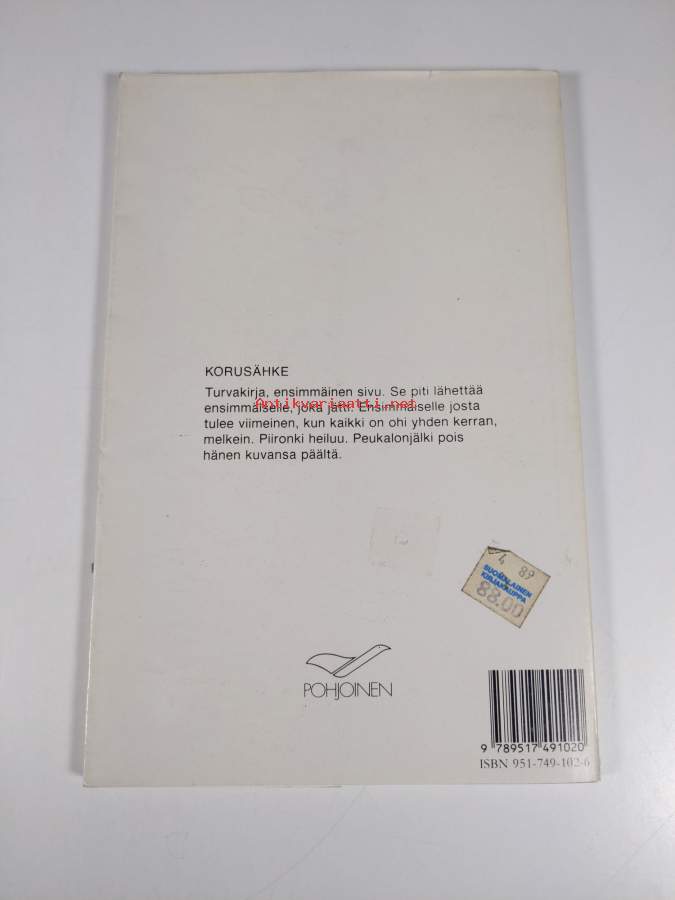 KORUSÄHKE
Turvakirja, ensimmäinen sivu. Se piti lähettää
Antikvariaatti.net
ensimmäiselle, joka jätti. Ensimmäiselle josta
tulee viimeinen, kun kaikki on ohi yhden kerran,
melkein. Piironki heiluu. Peukalonjälki pois
hänen kuvansa päältä.
4 89
SUOMALAINEN
KIRJAKAUPPA
88.00
POHJOINEN
9 789517 491020
ISBN 951-749-102-6